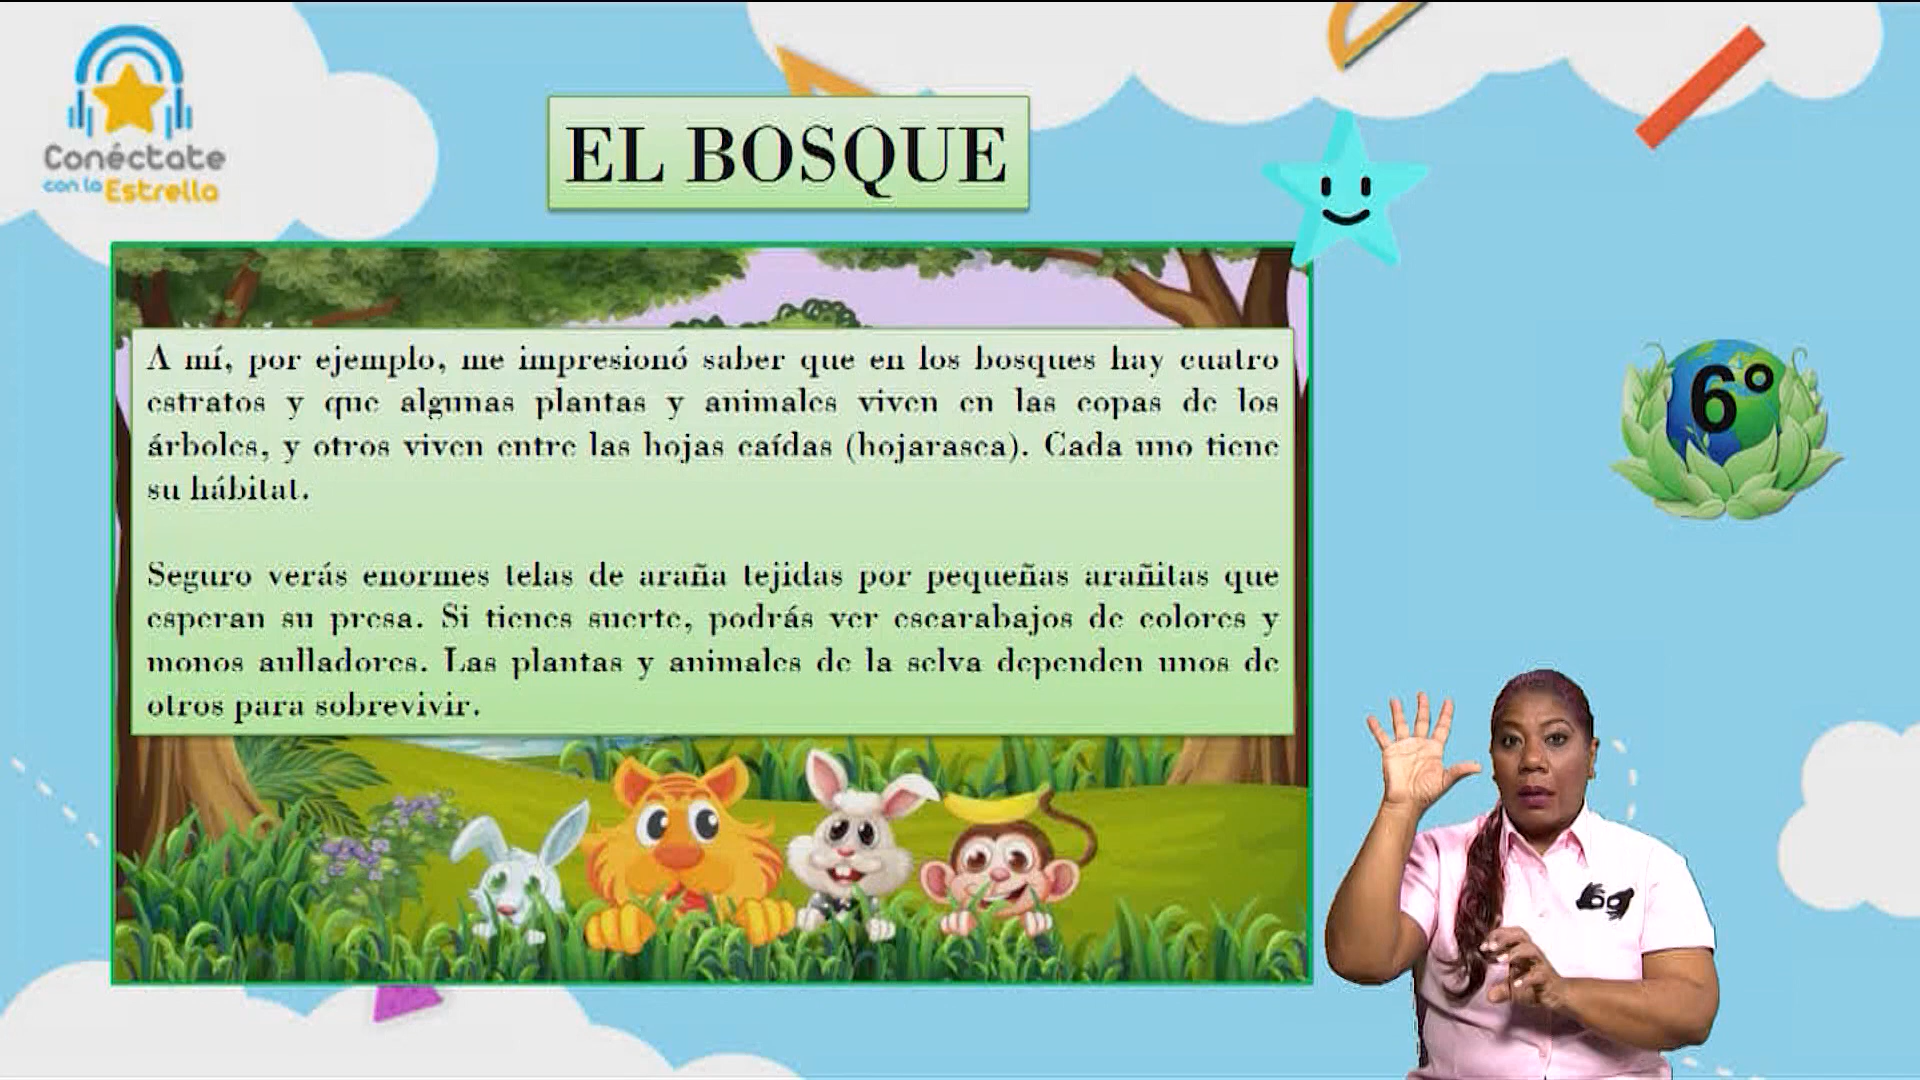 Conéctate
con la Estrella
EL BOSQUE
A mí, por ejemplo, me impresionó saber que en los bosques hay cuatro
estratos y que algunas plantas y animales viven en las copas de los
árboles, y otros viven entre las hojas caídas (hojarasca). Cada uno tiene
su hábitat.
Seguro verás enormes telas de araña tejidas por pequeñas arañitas que
esperan su presa. Si tienes suerte, podrás ver escarabajos de colores y
monos aulladores. Las plantas y animales de la selva dependen unos de
otros para sobrevivir.
6°